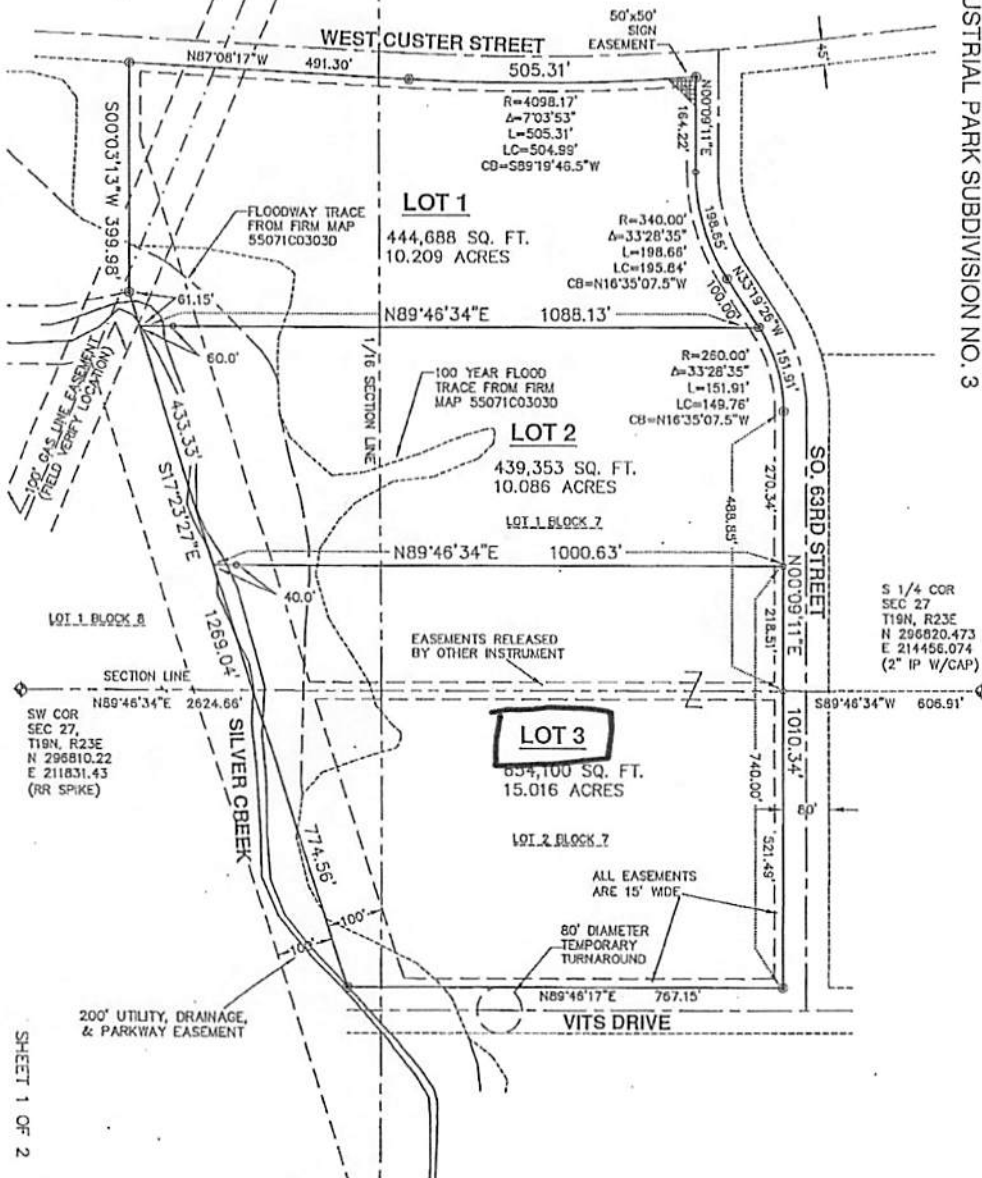 USTRIAL PARK SUBDIVISION NO. 3
50'x50'
SIGN
EASEMENT
WEST CUSTER STREET
N87°08'17"W 491.30'
505.31'
45'
R=4098.17'
Δ=7°03'53"
L=505.31'
LC=504.99'
CB=S89°19'46.5"W
N00°09'11"E
164.22'
S00°03'13"W 399.98'
FLOODWAY TRACE
FROM FIRM MAP
55071C0303D
LOT 1
444,688 SQ. FT.
10.209 ACRES
R=340.00'
Δ=33°28'35"
L=198.66'
LC=195.84'
CB=N16°35'07.5"W
198.65'
N33°19'26"W
100.00'
61.15'
N89°46'34"E 1088.13'
60.0'
100' GAS LINE EASEMENT
(FIELD VERIFY LOCATION)
1/16 SECTION LINE
100 YEAR FLOOD
TRACE FROM FIRM
MAP 55071C0303D
R=260.00'
Δ=33°28'35"
L=151.91'
LC=149.76'
CB=N16°35'07.5"W
151.91'
433.33'
S17°23'27"E
LOT 2
439,353 SQ. FT.
10.086 ACRES
LOT 1 BLOCK 7
270.34'
488.85'
SO. 63RD STREET
N89°46'34"E 1000.63'
40.0'
N00°09'11"E
218.51'
LOT 1 BLOCK 8
1269.04'
EASEMENTS RELEASED
BY OTHER INSTRUMENT
S 1/4 COR
SEC 27
T19N, R23E
N 296820.473
E 214456.074
(2" IP W/CAP)
SECTION LINE
N89°46'34"E 2624.66'
Z
S89°46'34"W 606.91'
SW COR
SEC 27,
T19N, R23E
N 296810.22
E 211831.43
(RR SPIKE)
SILVER CREEK
LOT 3
654,100 SQ. FT.
15.016 ACRES
1010.34'
740.00'
80'
774.56'
LOT 2 BLOCK 7
521.49'
ALL EASEMENTS
ARE 15' WIDE
100'
100'
80' DIAMETER
TEMPORARY
TURNAROUND
N89°46'17"E 767.15'
200' UTILITY, DRAINAGE,
& PARKWAY EASEMENT
VITS DRIVE
SHEET 1 OF 2